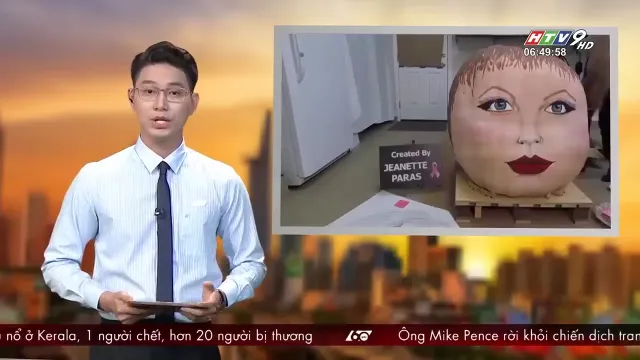 HTV9 HD
06:49:58
Created By
JEANETTE
PARAS
nổ ở Kerala, 1 người chết, hơn 20 người bị thương
60
Ông Mike Pence rời khỏi chiến dịch tran